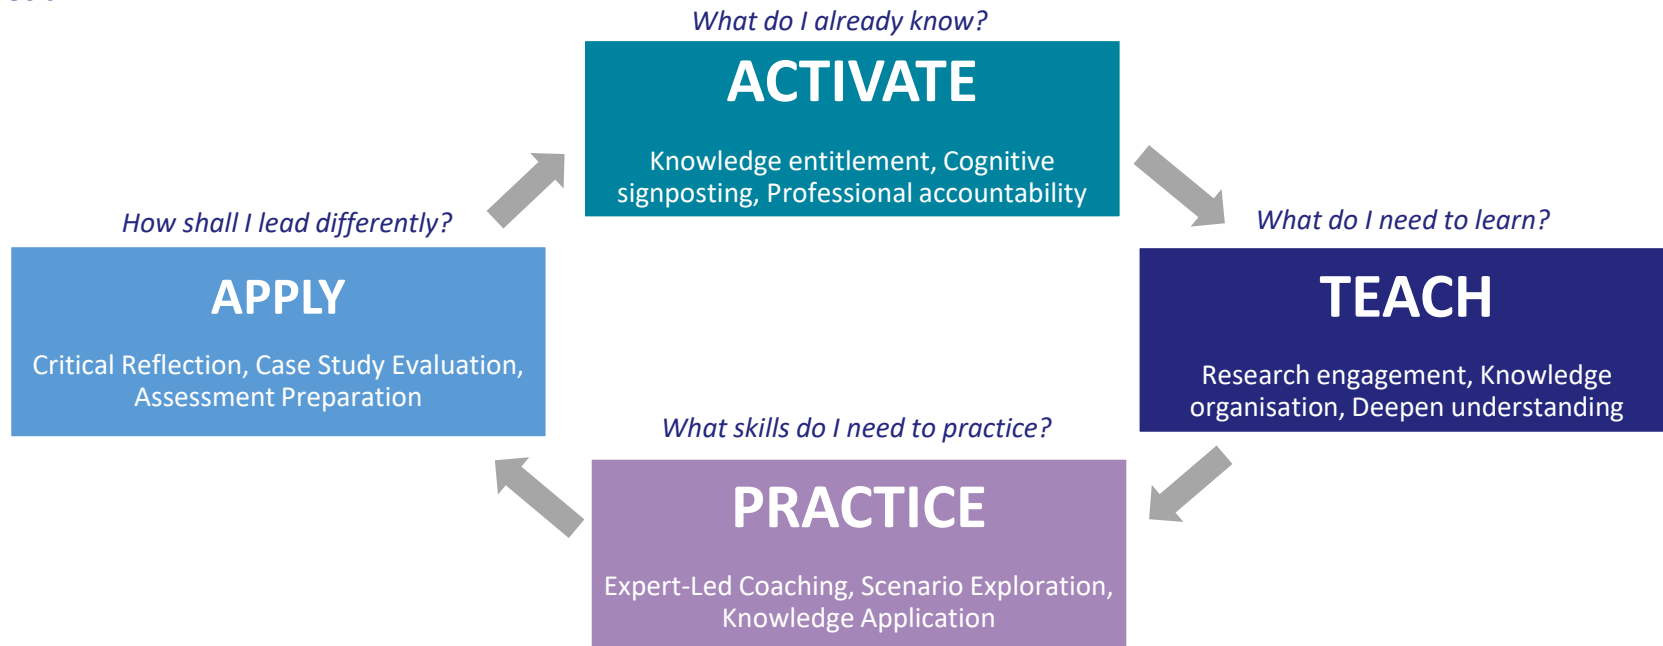 What do I already know?
ACTIVATE
Knowledge entitlement, Cognitive
signposting, Professional accountability
What do I need to learn?
TEACH
Research engagement, Knowledge
organisation, Deepen understanding
What skills do I need to practice?
PRACTICE
Expert-Led Coaching, Scenario Exploration,
Knowledge Application
How shall I lead differently?
APPLY
Critical Reflection, Case Study Evaluation,
Assessment Preparation